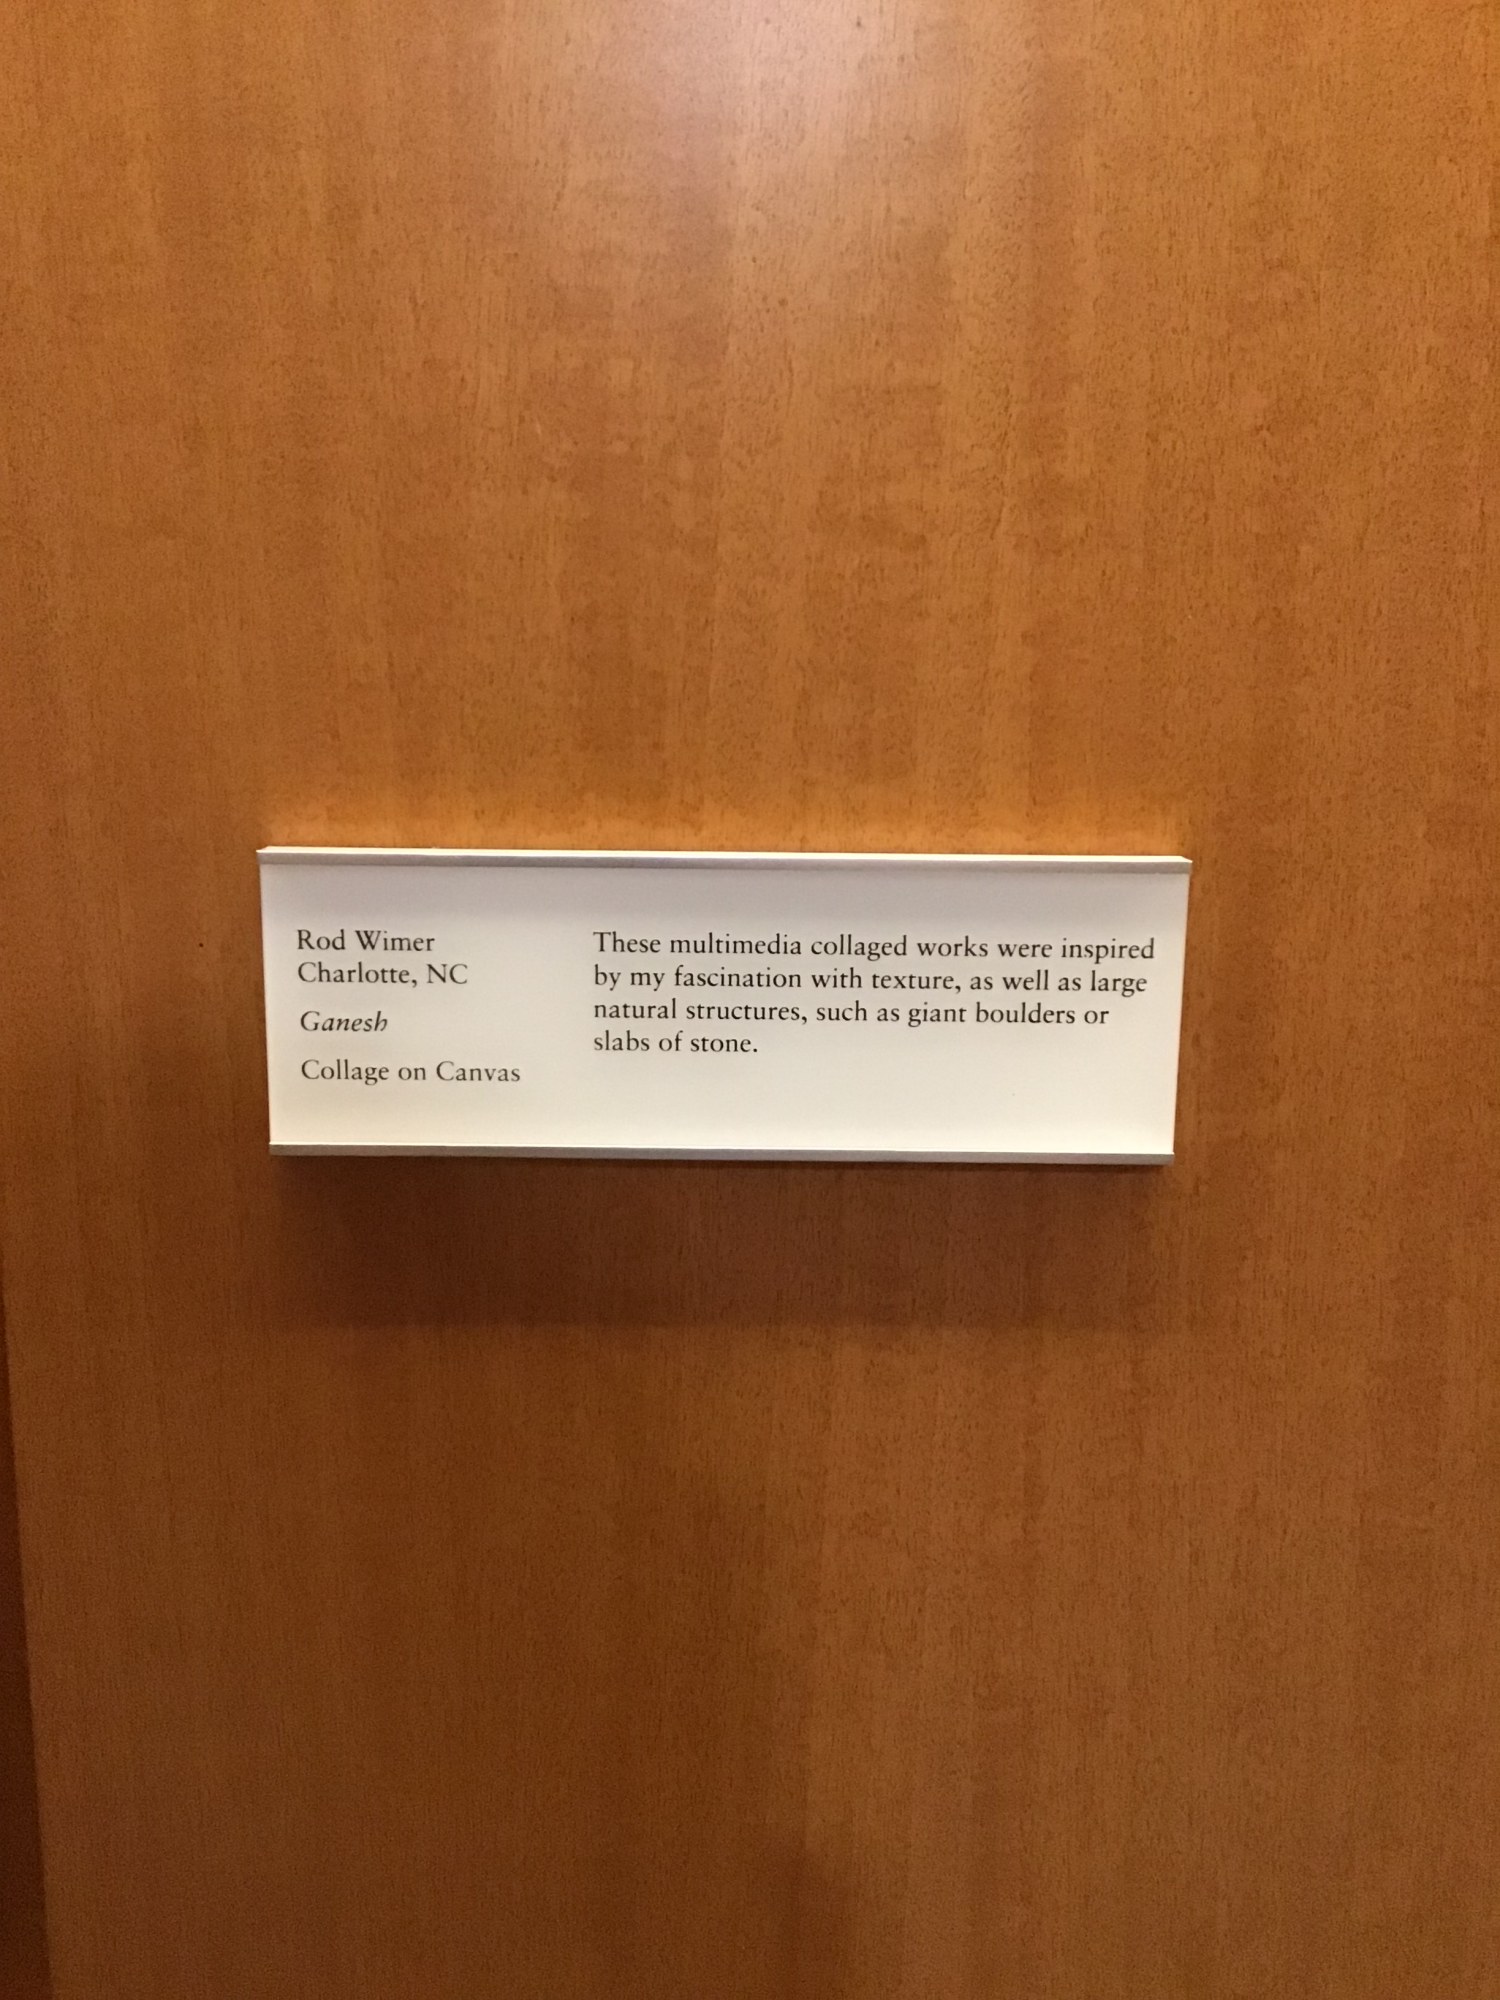 Rod Wimer
Charlotte, NC
Ganesh
Collage on Canvas
These multimedia collaged works were inspired
by my fascination with texture, as well as large
natural structures, such as giant boulders or
slabs of stone.